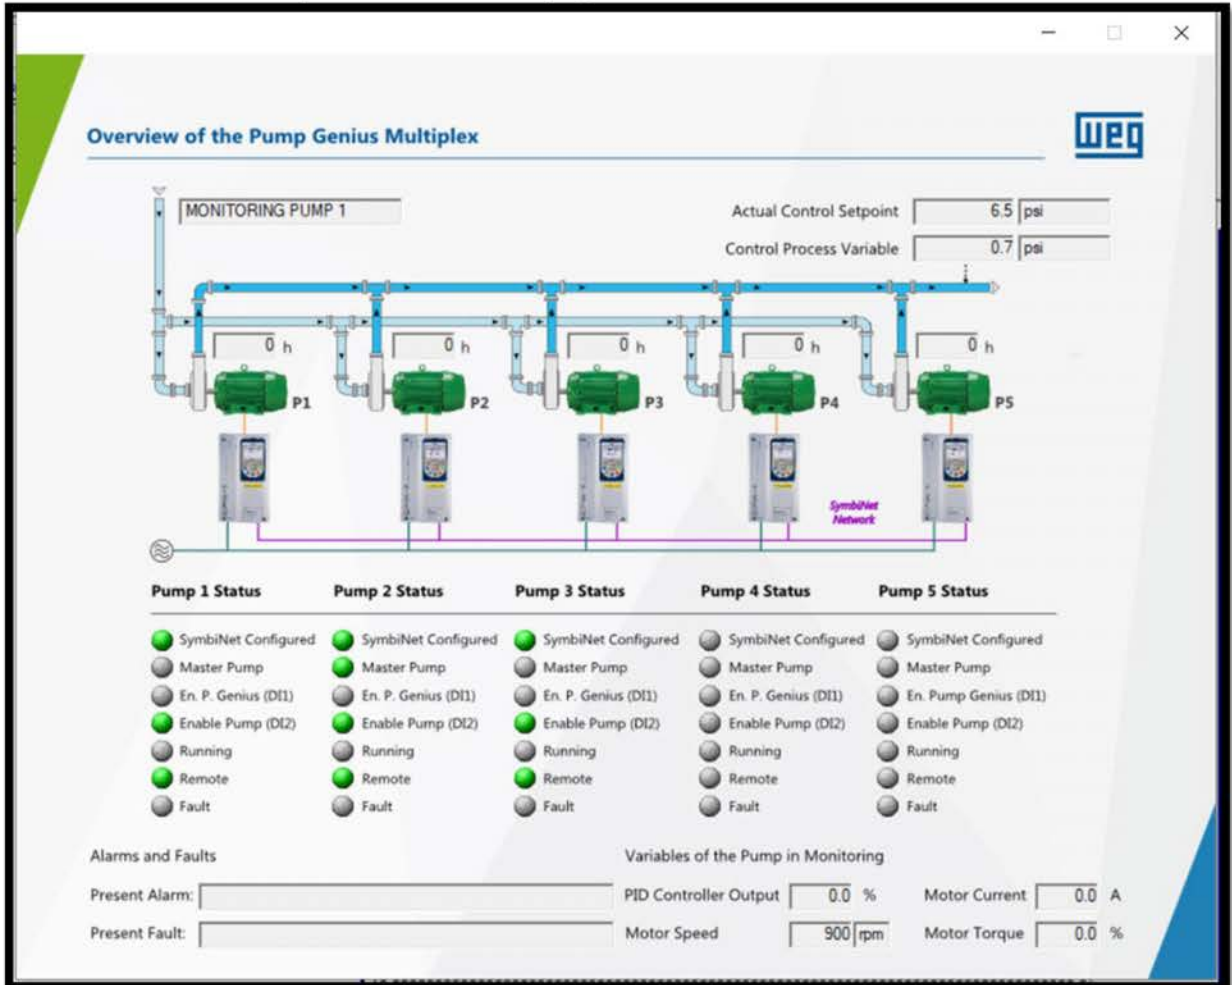 Overview of the Pump Genius Multiplex
weg
MONITORING PUMP 1
Actual Control Setpoint 6.5 psi
Control Process Variable 0.7 psi
0 h 0 h 0 h 0 h 0 h
P1 P2 P3 P4 P5
SymbiNet
Network
Pump 1 Status Pump 2 Status Pump 3 Status Pump 4 Status Pump 5 Status
SymbiNet Configured SymbiNet Configured SymbiNet Configured SymbiNet Configured SymbiNet Configured
Master Pump Master Pump Master Pump Master Pump Master Pump
En. P. Genius (DI1) En. P. Genius (DI1) En. P. Genius (DI1) En. P. Genius (DI1) En. Pump Genius (DI1)
Enable Pump (DI2) Enable Pump (DI2) Enable Pump (DI2) Enable Pump (DI2) Enable Pump (DI2)
Running Running Running Running Running
Remote Remote Remote Remote Remote
Fault Fault Fault Fault Fault
Alarms and Faults Variables of the Pump in Monitoring
Present Alarm: PID Controller Output 0.0 % Motor Current 0.0 A
Present Fault: Motor Speed 900 rpm Motor Torque 0.0 %